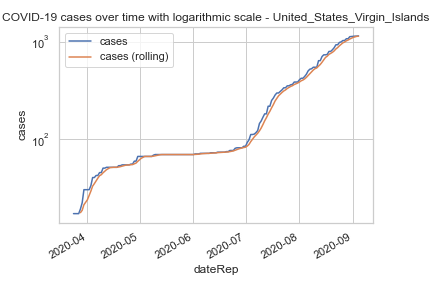 COVID-19 cases over time with logarithmic scale - United_States_Virgin_Islands
10³
cases
cases (rolling)
cases
10²
2020-04
2020-05
2020-06
2020-07
2020-08
2020-09
dateRep